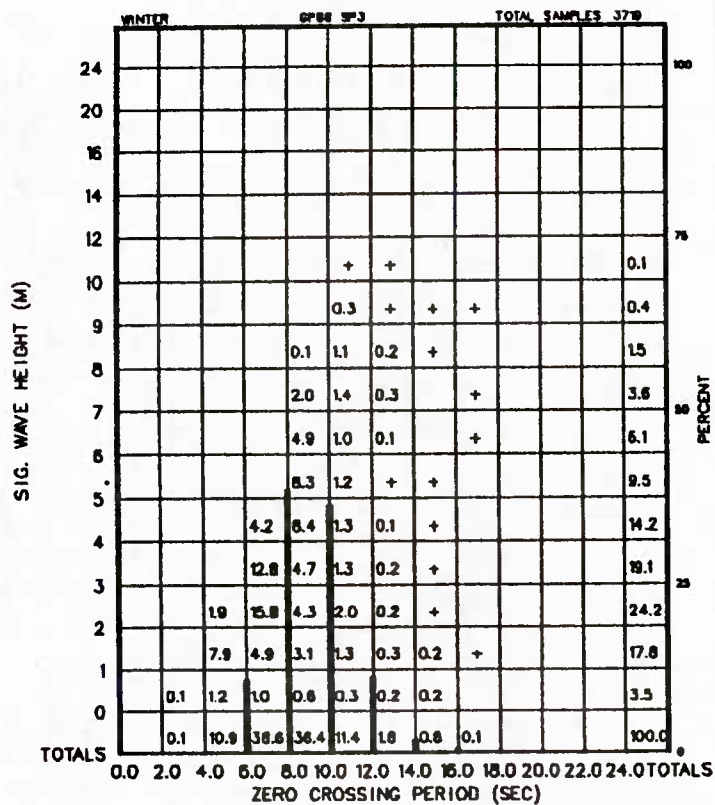 WINTER SP3 TOTAL SAMPLES 3719
24 100
20
16
14
12 75
+ + 0.1
10
0.3 + + + 0.4
9
0.1 1.1 0.2 + 1.5
8
2.0 1.4 0.3 + 3.6
7 50
4.9 1.0 0.1 + 6.1
6
8.3 1.2 + + 9.5
5
4.2 8.4 1.3 0.1 + 14.2
4
12.8 4.7 1.3 0.2 + 19.1
3 25
1.9 15.8 4.3 2.0 0.2 + 24.2
2
7.9 4.9 3.1 1.3 0.3 0.2 + 17.8
1
0.1 1.2 1.0 0.6 0.3 0.2 0.2 3.5
0
0.1 10.9 38.6 36.4 11.4 1.8 0.6 0.1 100.0
TOTALS 0
0.0 2.0 4.0 6.0 8.0 10.0 12.0 14.0 16.0 18.0 20.0 22.0 24.0 TOTALS
ZERO CROSSING PERIOD (SEC)
SIG. WAVE HEIGHT (M)
PERCENT